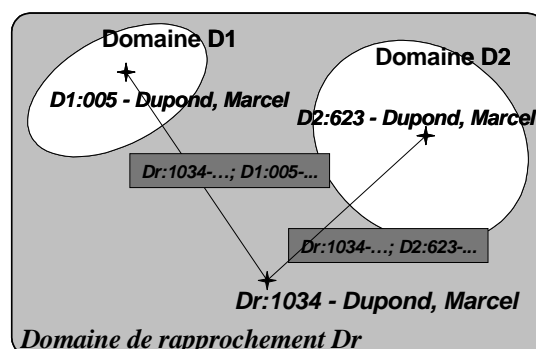 Domaine D1
Domaine D2
D1:005 - Dupond, Marcel
D2:623 - Dupond, Marcel
Dr:1034-...; D1:005-...
Dr:1034-...; D2:623-...
Dr:1034 - Dupond, Marcel
Domaine de rapprochement Dr